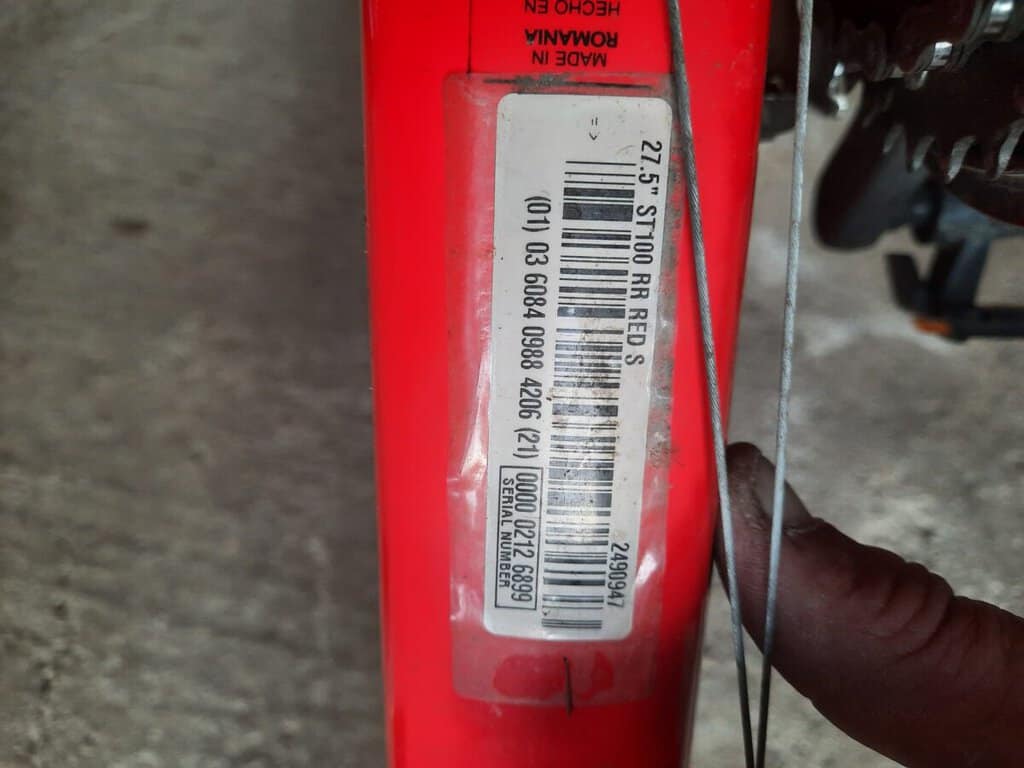 HECHO EN
ROMANIA
MADE IN
27.5" ST100 RR RED S
2490947
(01) 03 6084 0988 4206 (21) 0000 0212 6899
SERIAL NUMBER